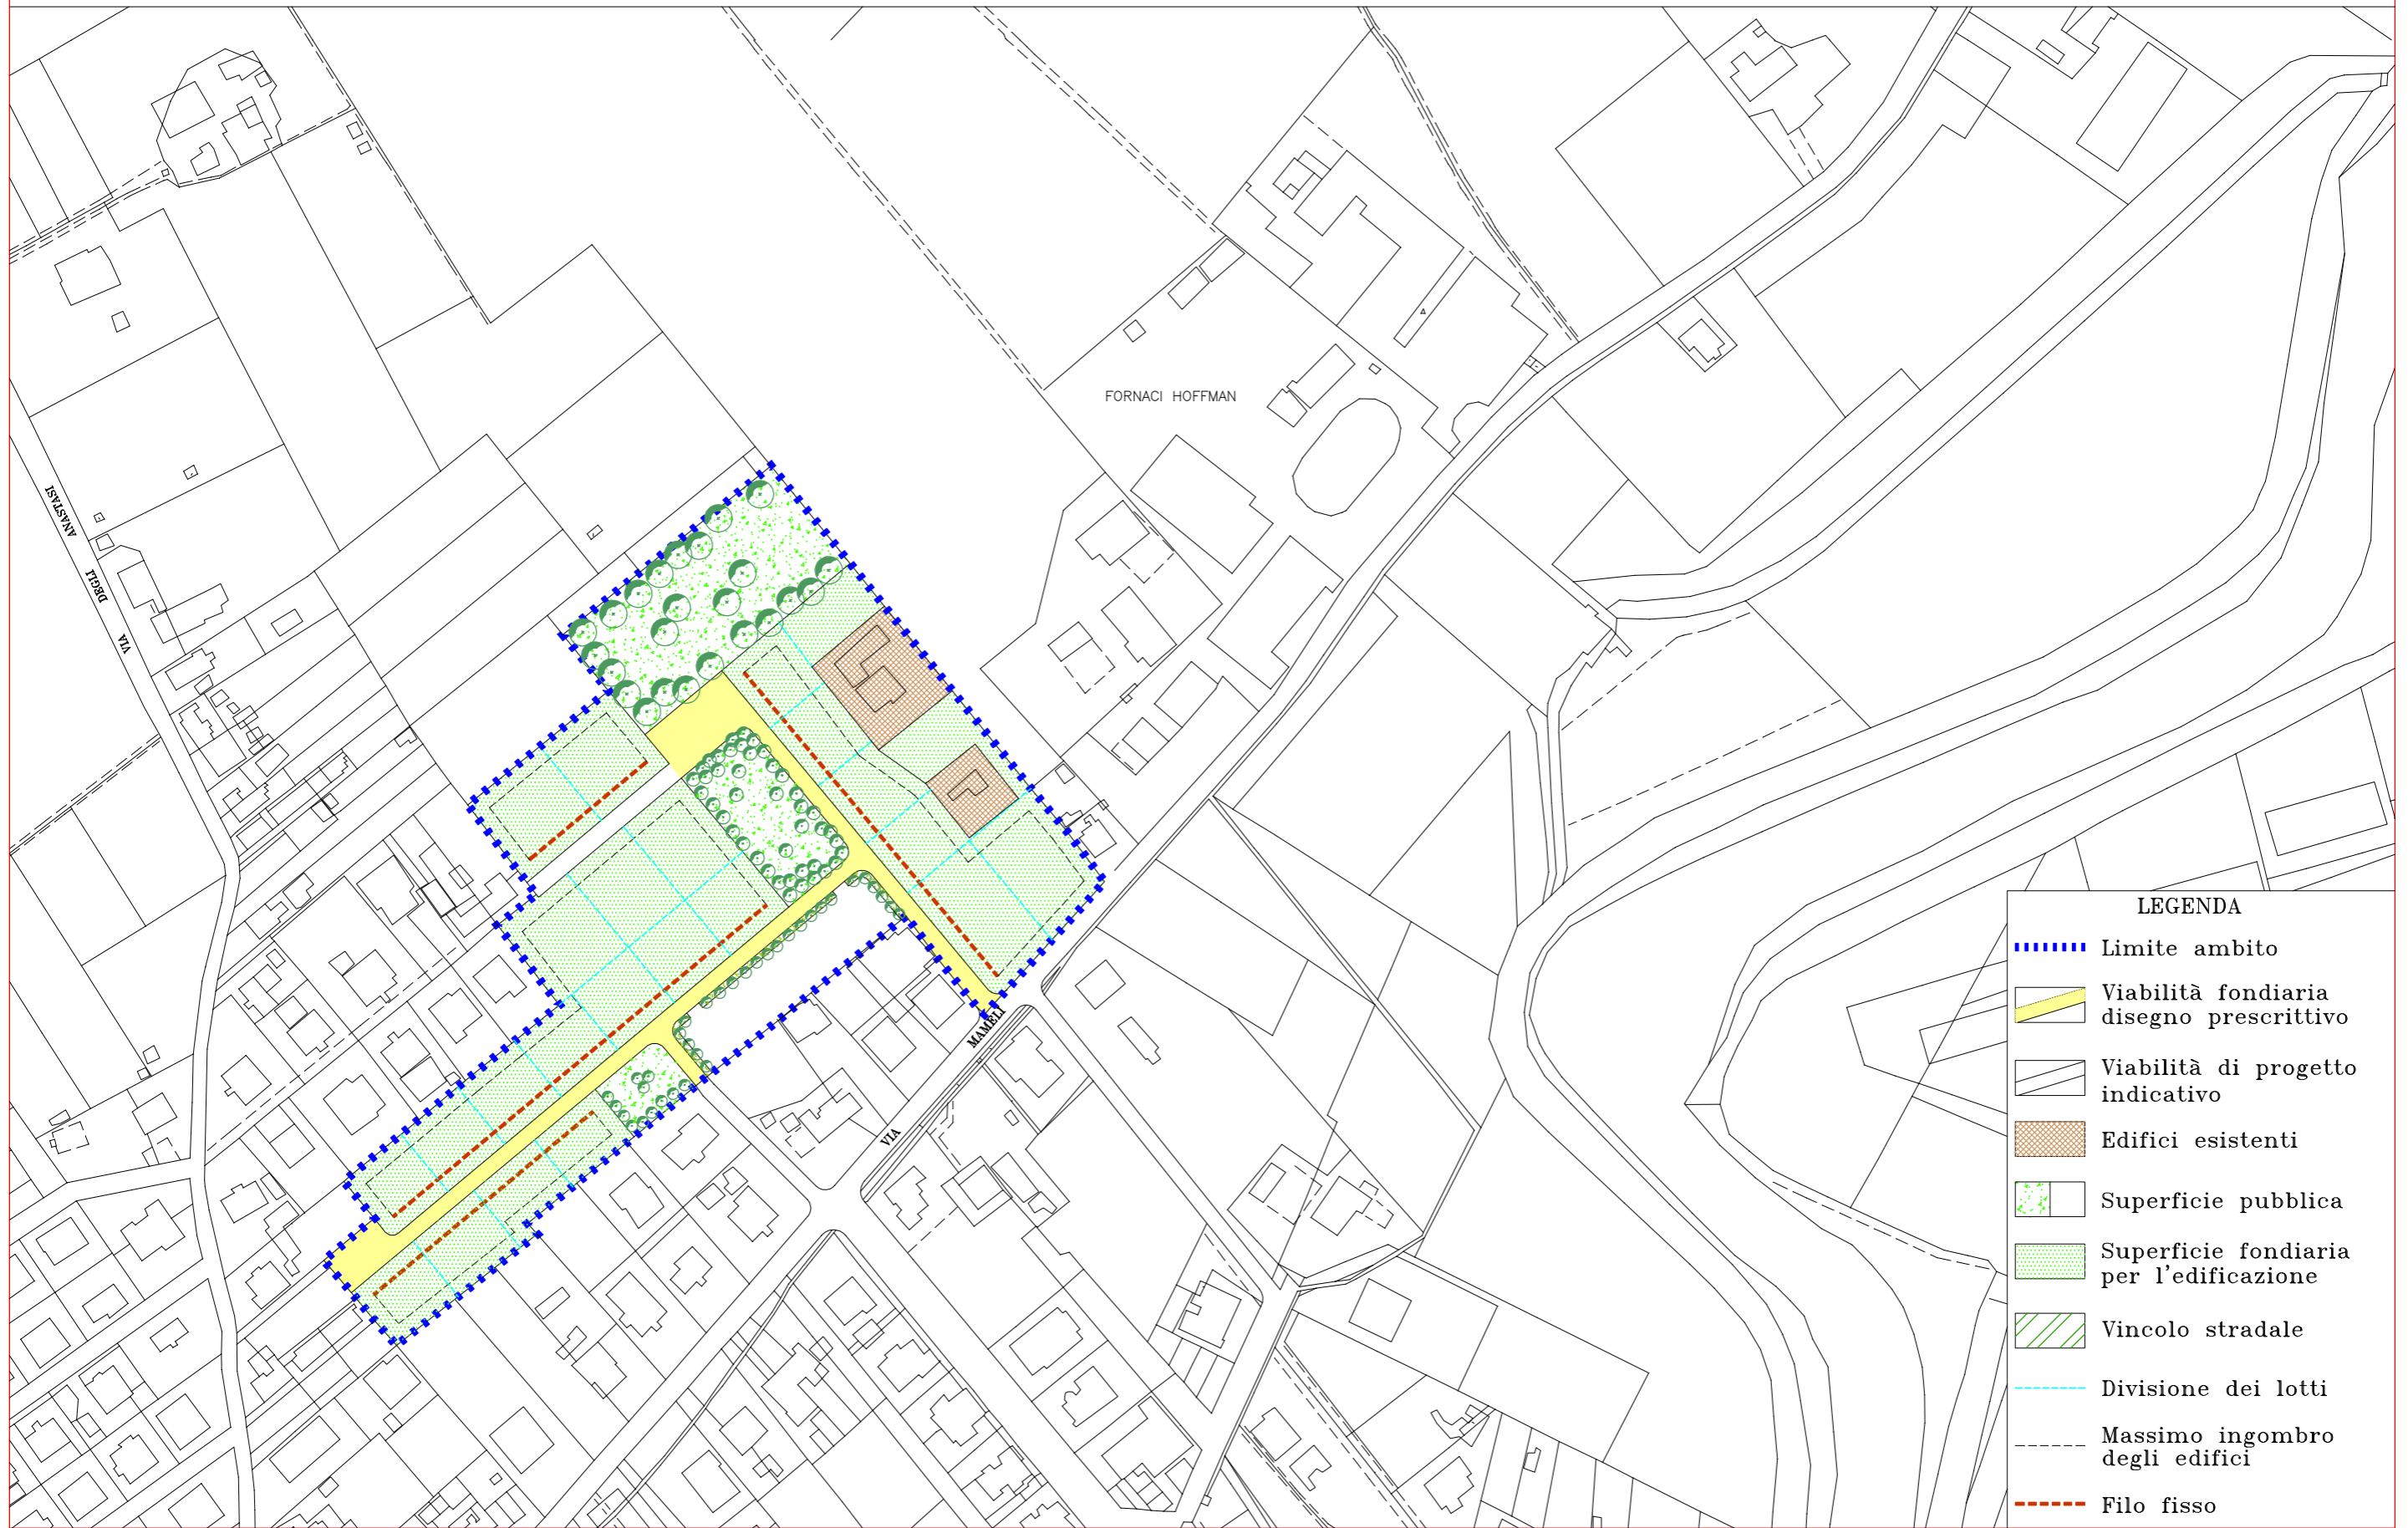 FORNACI HOFFMAN
VIA
DEGLI
ANASTASI
VIA
MAMELI
LEGENDA
Limite ambito
Viabilità fondiaria
disegno prescrittivo
Viabilità di progetto
indicativo
Edifici esistenti
Superficie pubblica
Superficie fondiaria
per l'edificazione
Vincolo stradale
Divisione dei lotti
Massimo ingombro
degli edifici
Filo fisso